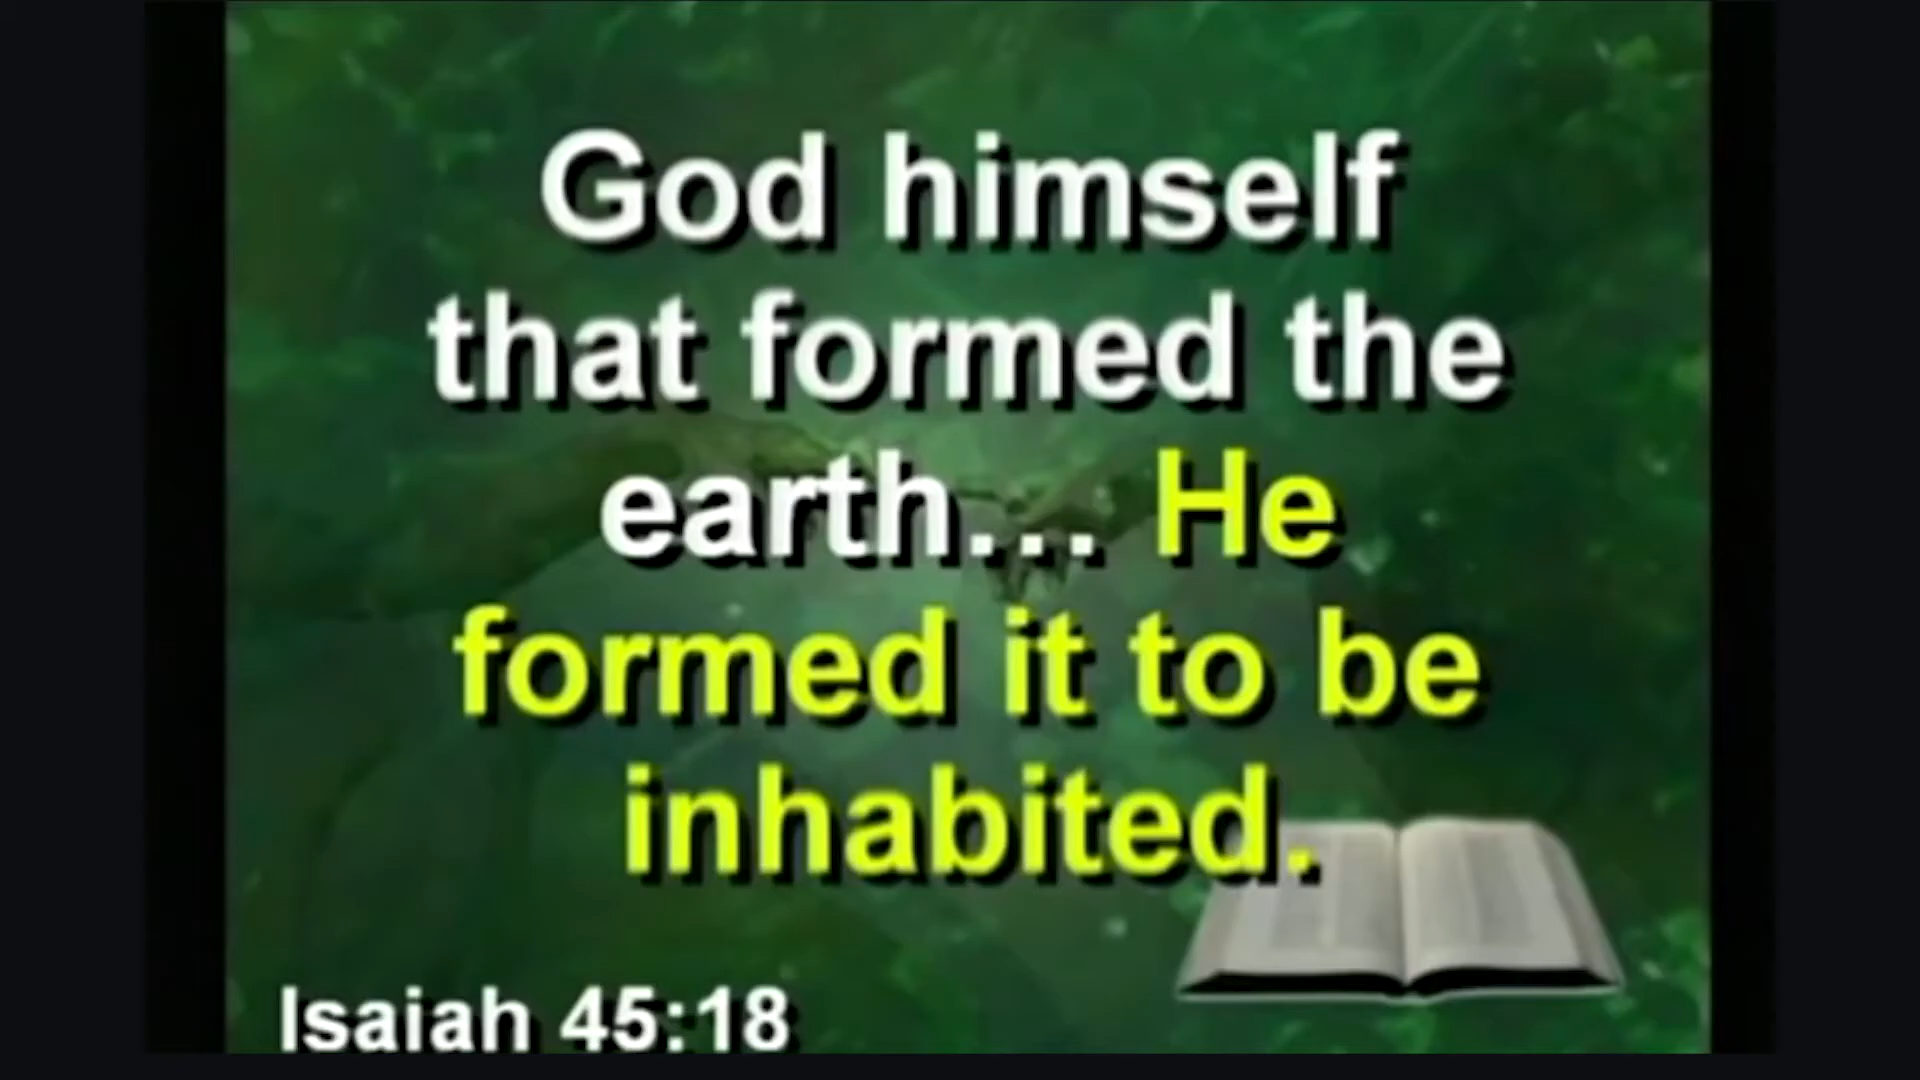 God himself
that formed the
earth... He
formed it to be
inhabited.
Isaiah 45:18